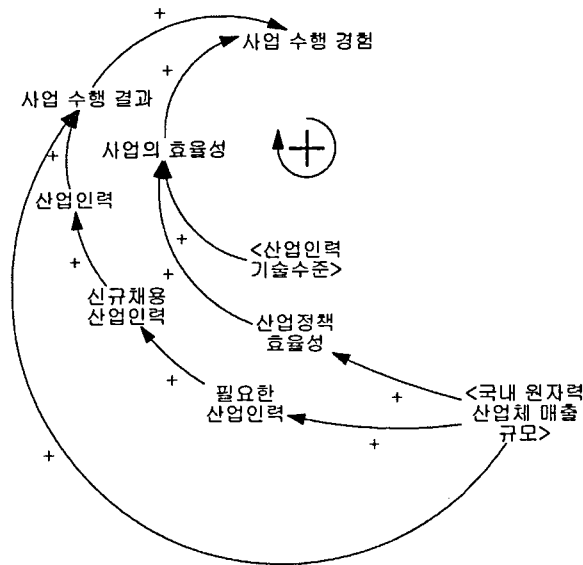 +
사업 수행 경험
+
사업 수행 결과
+
사업의 효율성
+
산업인력
+
<산업인력
기술수준>
+
+
신규채용
산업인력
산업정책
효율성
+
필요한
산업인력
+
<국내 원자력
산업체 매출
규모>
+
+